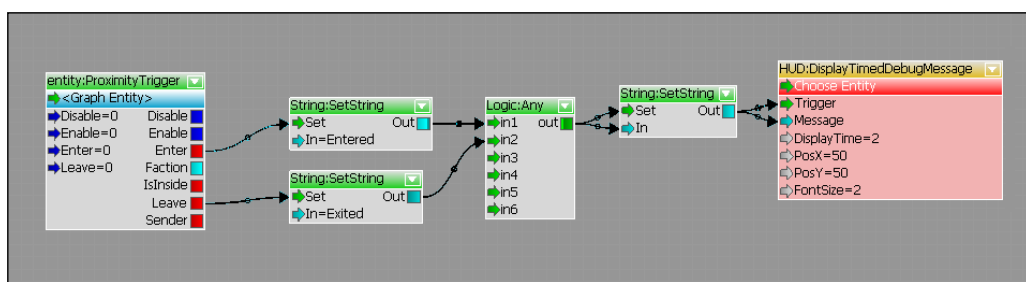 entity:ProximityTrigger
<Graph Entity>
Disable=0 Disable
Enable=0 Enable
Enter=0 Enter
Leave=0 Faction
IsInside
Leave
Sender
String:SetString
Set Out
In=Entered
String:SetString
Set Out
In=Exited
Logic:Any
in1 out
in2
in3
in4
in5
in6
String:SetString
Set Out
In
HUD:DisplayTimedDebugMessage
Choose Entity
Trigger
Message
DisplayTime=2
PosX=50
PosY=50
FontSize=2